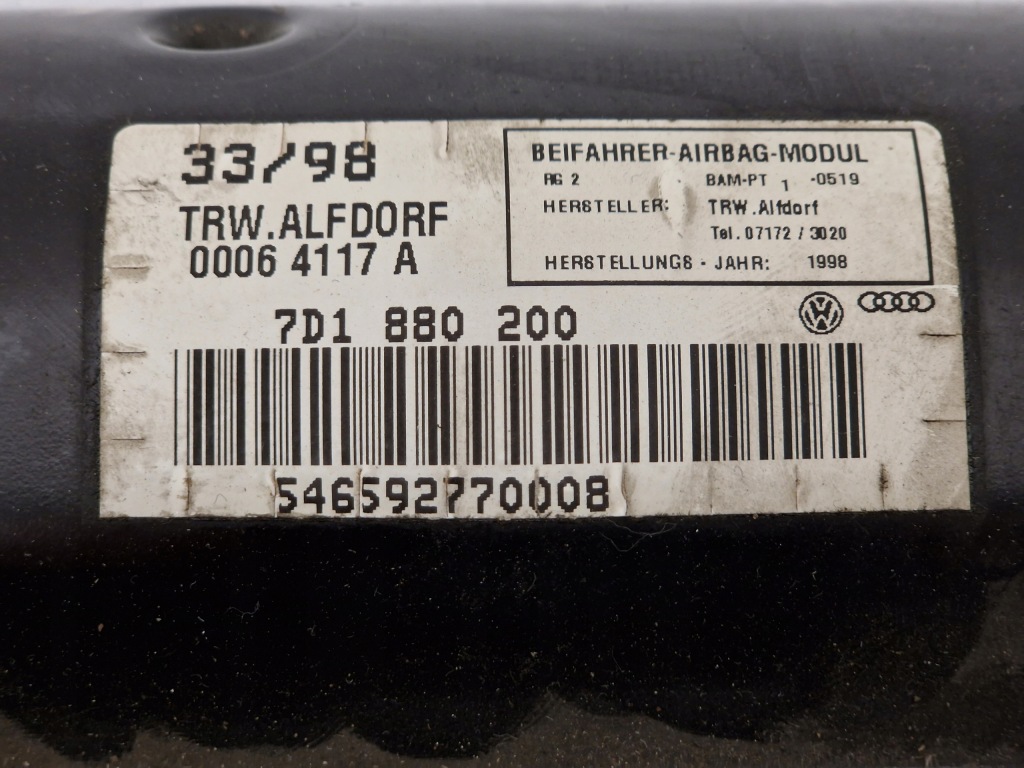 33/98
TRW.ALFDORF
0006 4117 A
BEIFAHRER-AIRBAG-MODUL
RG 2 BAM-PT 1 -0519
HERSTELLER: TRW.Alfdorf
Tel. 07172 / 3020
HERSTELLUNGS - JAHR: 1998
7D1 880 200
546592770008